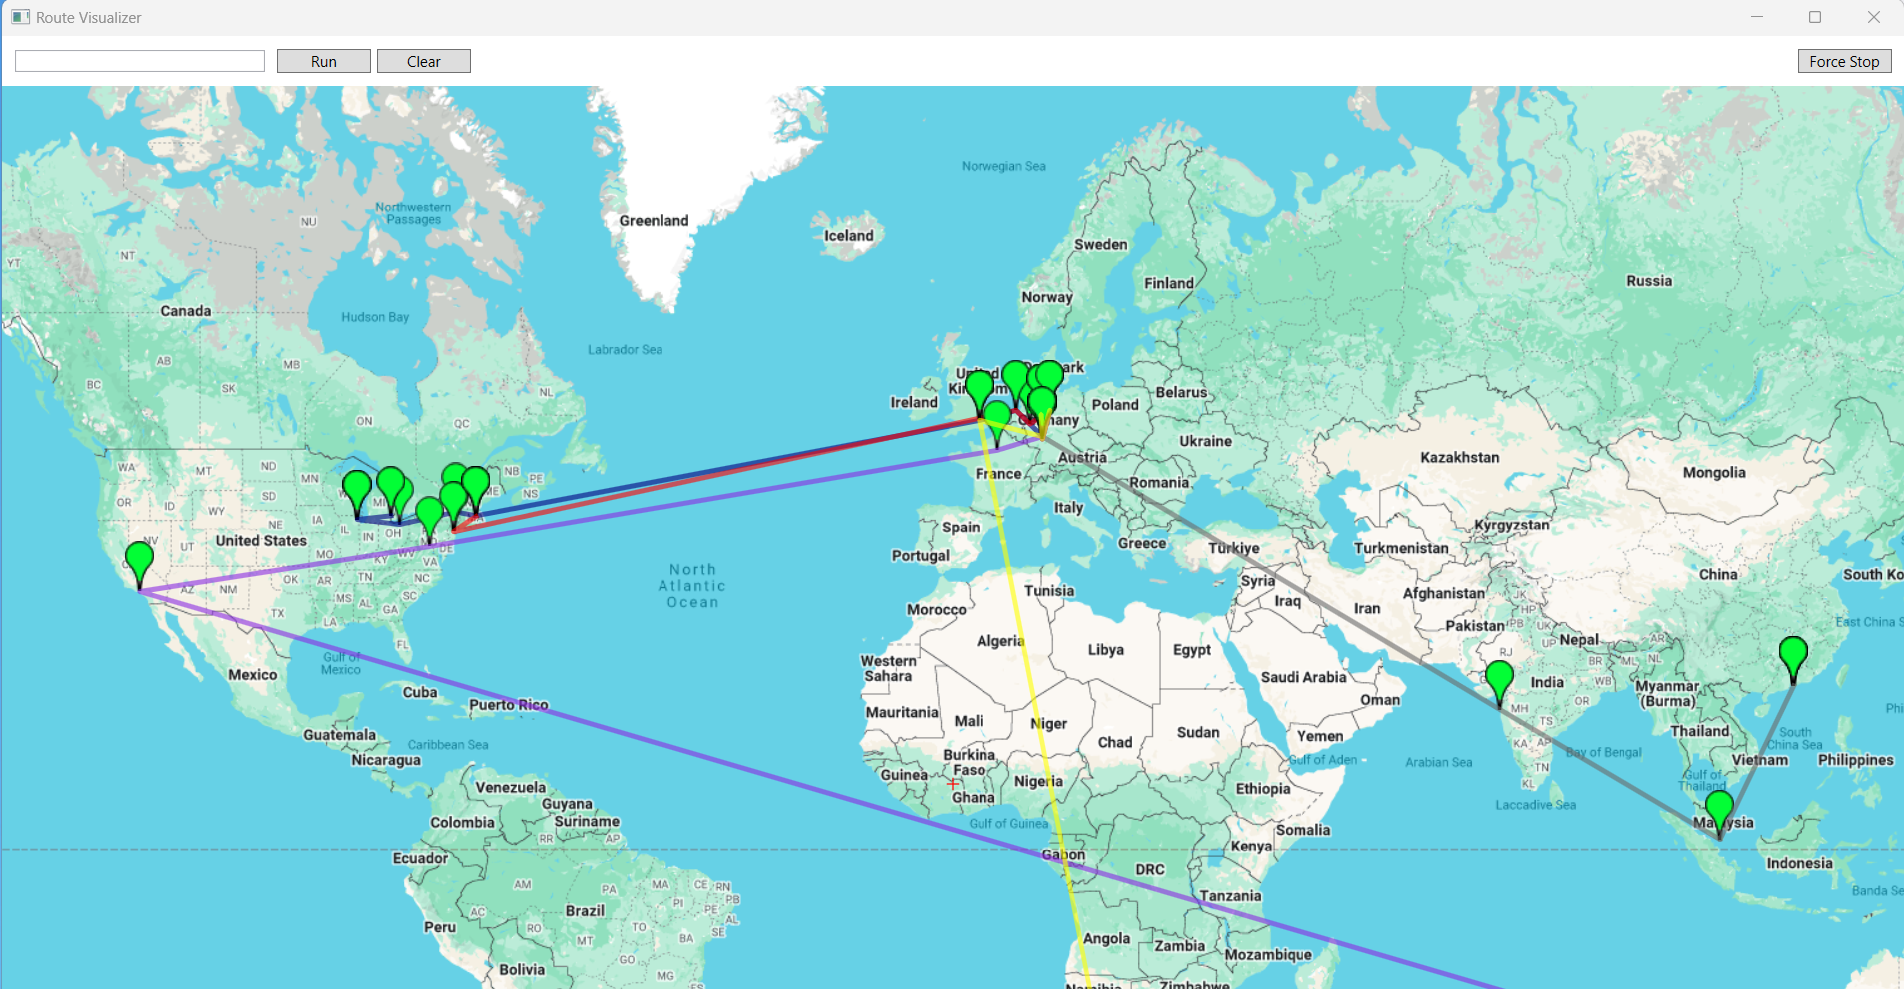 Route Visualizer
Run
Clear
Force Stop
Norwegian Sea
Northwestern
Passages
NU
Greenland
Iceland
Sweden
Finland
Russia
YT
NT
Norway
Canada
Hudson Bay
Labrador Sea
AB
MB
BC
SK
NL
ON
QC
Ireland
Belarus
Poland
Ukraine
Austria
Kazakhstan
Mongolia
France
Romania
WA
MT
ND
MN
NB
PE
NS
ME
OR
ID
WY
SD
IA
NE
Italy
Spain
Portugal
Greece
Türkiye
Kyrgyzstan
Turkmenistan
China
South Ko
United States
NV
UT
IL
IN
OH
MO
KY
WV
VA
DE
AZ
NM
OK
AR
TN
NC
MS
AL
GA
SC
TX
LA
FL
North
Atlantic
Ocean
Tunisia
Morocco
Algeria
Libya
Egypt
Syria
Iraq
Iran
Afghanistan
Pakistan
JK
HP
PB
UK
UP
RJ
Nepal
AR
BR
ML
NL
WB
East China S
Mexico
Gulf of
Mexico
Cuba
Puerto Rico
Western
Sahara
Saudi Arabia
Oman
India
OR
MH
TS
KA
AP
TN
KL
Myanmar
(Burma)
Mauritania
Mali
Niger
Chad
Sudan
Yemen
Gulf of Aden
Arabian Sea
Bay of Bengal
Thailand
South
China Sea
Vietnam
Philippines
Phi
Gulf of
Thailand
Laccadive Sea
Guatemala
Nicaragua
Caribbean Sea
Burkina
Faso
Guinea
Ghana
Nigeria
Ethiopia
Somalia
Venezuela
Guyana
Suriname
Colombia
RR
AP
Gulf of Guinea
Gabon
DRC
Kenya
Indonesia
Banda Se
Ecuador
AM
PA
MA
CE
RN
PB
PE
AL
SE
PI
AC
RO
TO
BA
MT
GO
MG
Brazil
Peru
Bolivia
Tanzania
Angola
Zambia
Mozambique
Namibia
Zimbabwe